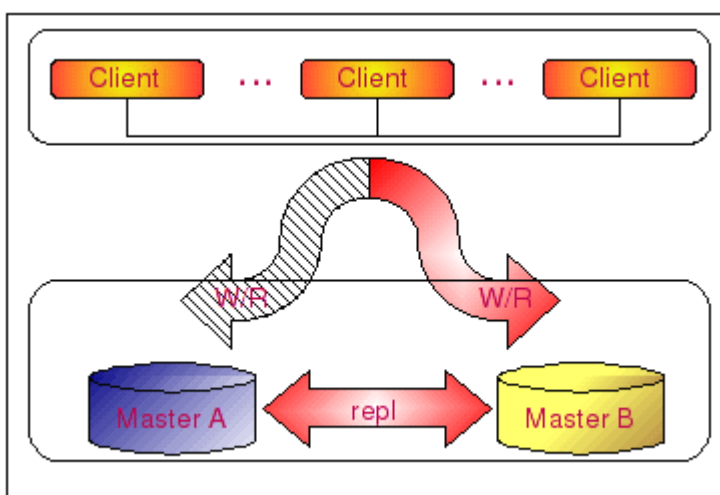 Client ... Client ... Client
W/R W/R
Master A repl Master B